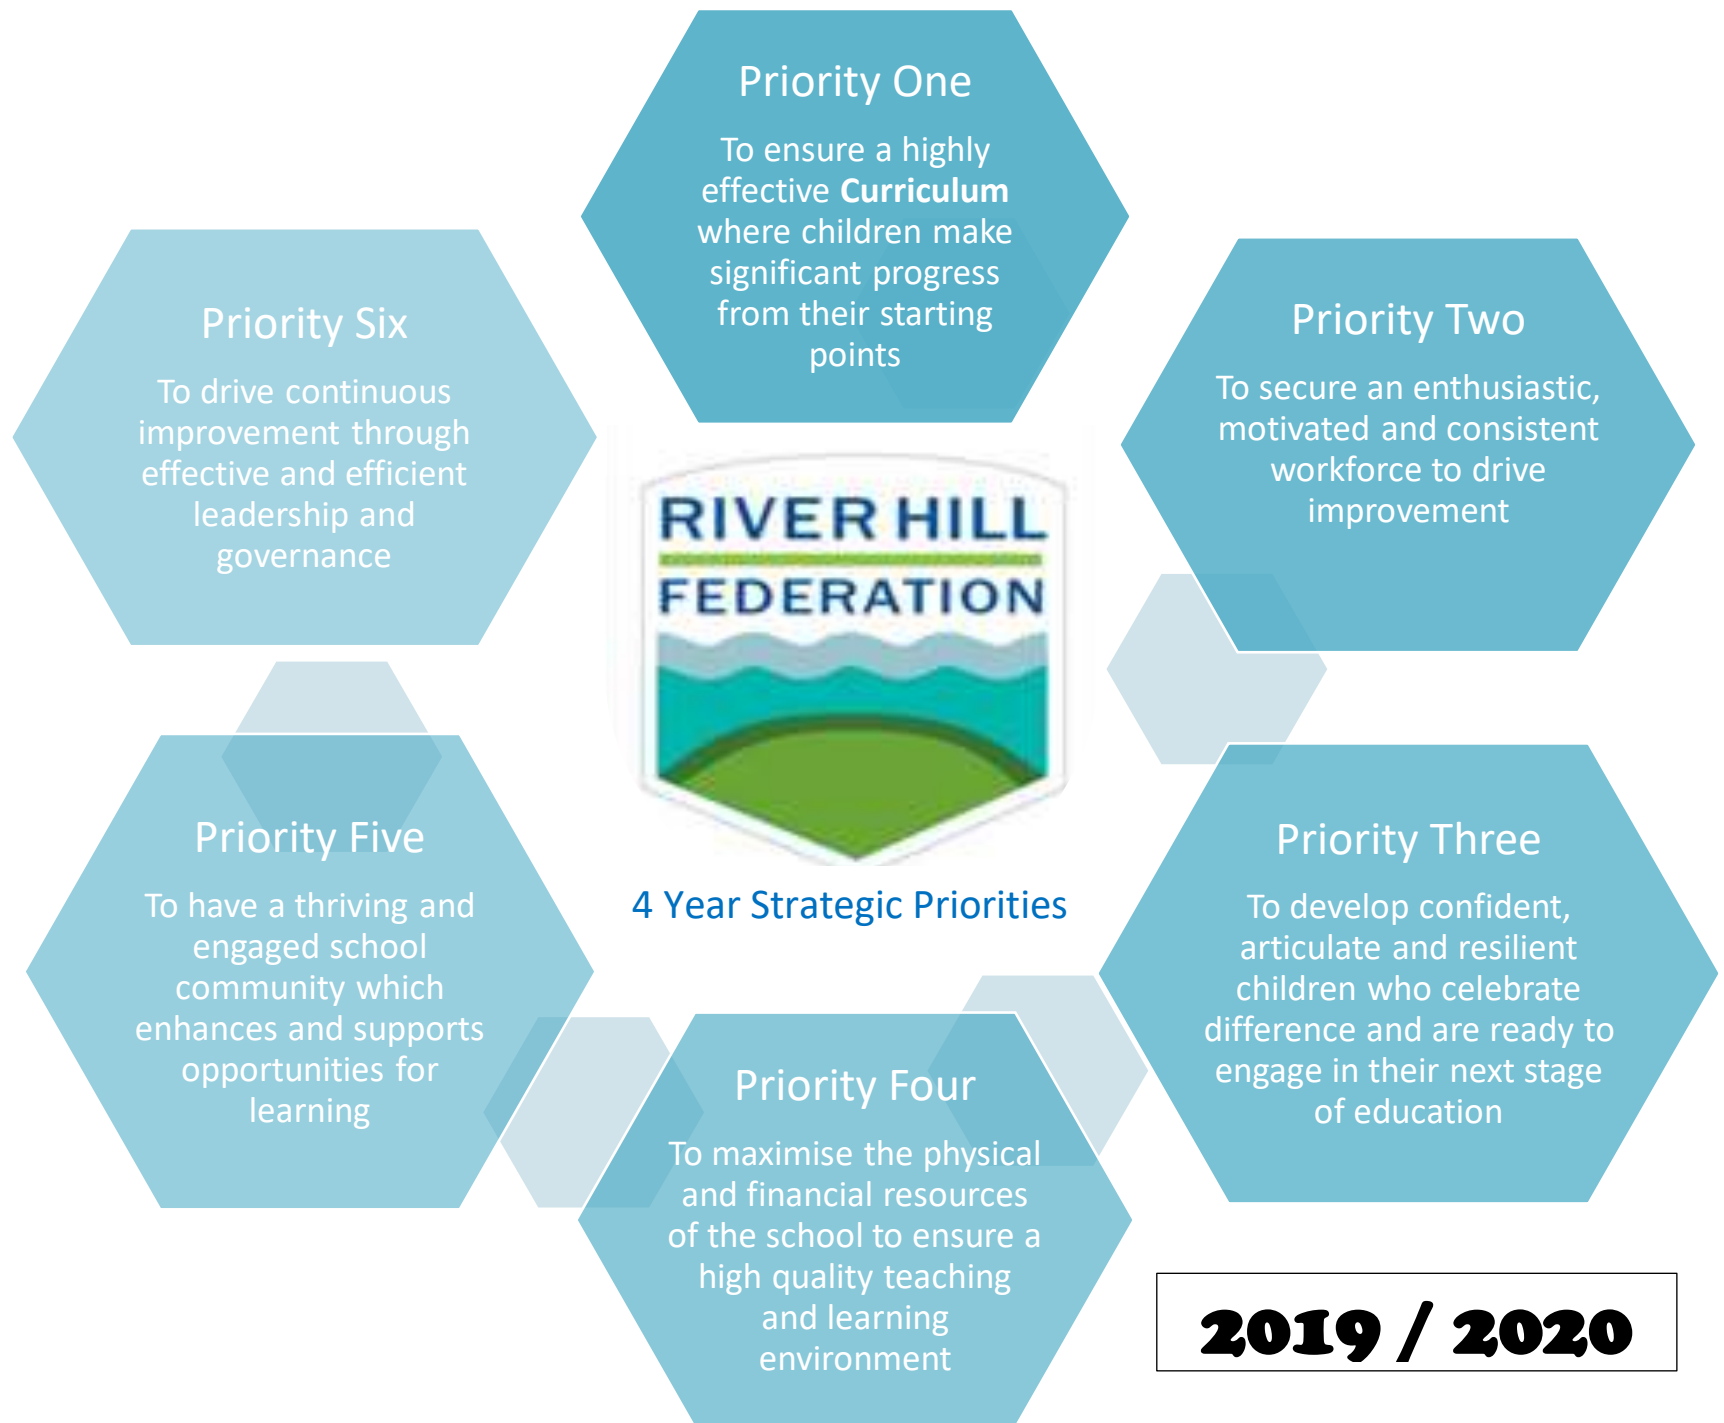 Priority One
To ensure a highly
effective Curriculum
where children make
significant progress
from their starting
points
Priority Two
To secure an enthusiastic,
motivated and consistent
workforce to drive
improvement
Priority Three
To develop confident,
articulate and resilient
children who celebrate
difference and are ready to
engage in their next stage
of education
Priority Four
To maximise the physical
and financial resources
of the school to ensure a
high quality teaching
and learning
environment
Priority Five
To have a thriving and
engaged school
community which
enhances and supports
opportunities for
learning
Priority Six
To drive continuous
improvement through
effective and efficient
leadership and
governance
RIVER HILL
FEDERATION
4 Year Strategic Priorities
2019 / 2020